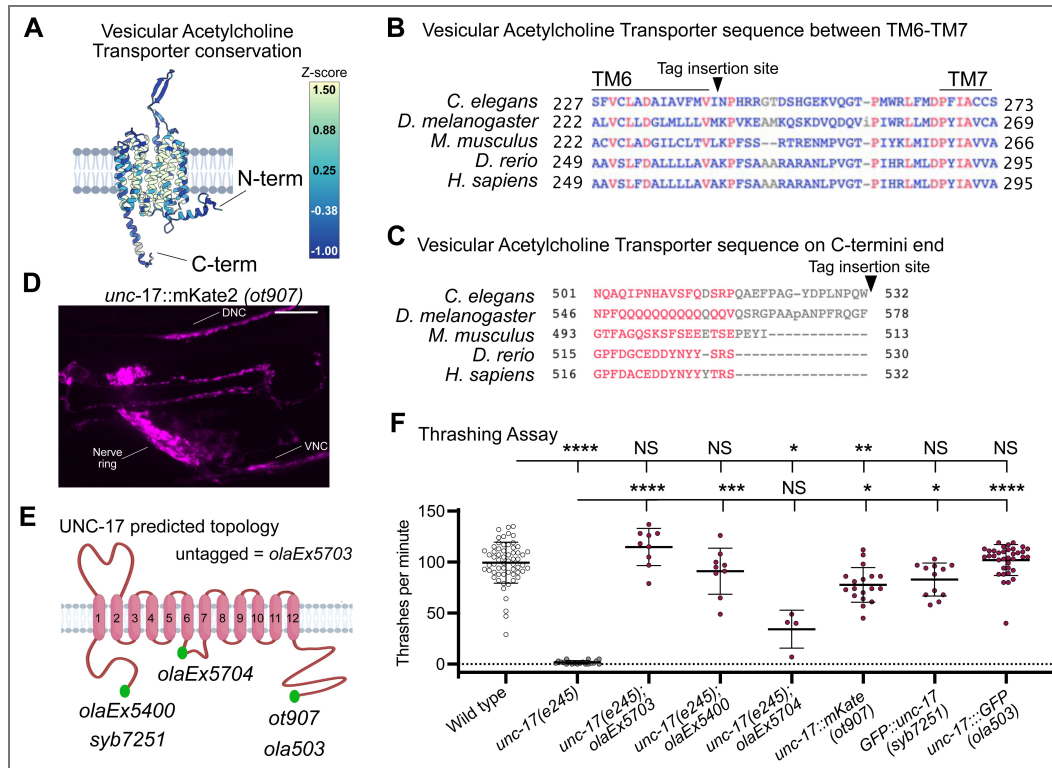 A
Vesicular Acetylcholine
Transporter conservation
Z-score
1.50
0.88
0.25
-0.38
-1.00
N-term
C-term
B Vesicular Acetylcholine Transporter sequence between TM6-TM7
TM6
Tag insertion site
TM7
C. elegans 227 SFVCLADAIAVFMVINPHRRGTDSHGEKVQGT-PMWRLFMDPFIACCS 273
D. melanogaster 222 ALVCLLDGLMLLLVMKPVKEAMKQSKDVQDQViPIWRLLMDPYIAVCA 269
M. musculus 222 ACVCLADGILCLTVLKPFSS--RTRENMPVGT-PIYKLMIDPYIAVVA 266
D. rerio 249 AAVSLFDALLLLAVAKPFSAAARARANLPVGT-PIHRLMLDPYIAVVA 295
H. sapiens 249 AAVSLFDALLLLAVAKPFSAAARARANLPVGT-PIHRLMLDPYIAVVA 295
C Vesicular Acetylcholine Transporter sequence on C-termini end
Tag insertion site
C. elegans 501 NQAQIPNHAVSFQDSRPQAEFPAG-YDPLNPQW 532
D. melanogaster 546 NPFQQQQQQQQQQQQVQSRGPAApANPFRQGF 578
M. musculus 493 GTFAGQSKSFSEEETSEPEYI------------ 513
D. rerio 515 GPFDGCEDDYNYY-SRS---------------- 530
H. sapiens 516 GPFDACEDDYNYYYTRS---------------- 532
D
unc-17::mKate2 (ot907)
DNC
Nerve
ring
VNC
E UNC-17 predicted topology
untagged = olaEx5703
1 2 3 4 5 6 7 8 9 10 11 12
olaEx5704
olaEx5400
syb7251
ot907
ola503
F Thrashing Assay
**** NS NS * ** NS NS
**** *** NS * * ****
Thrashes per minute
150
100
50
0
Wild type
unc-17(e245)
unc-17(e245);
olaEx5703
unc-17(e245);
olaEx5400
unc-17(e245);
olaEx5704
unc-17::mKate
(ot907)
GFP::unc-17
(syb7251)
unc-17:::GFP
(ola503)